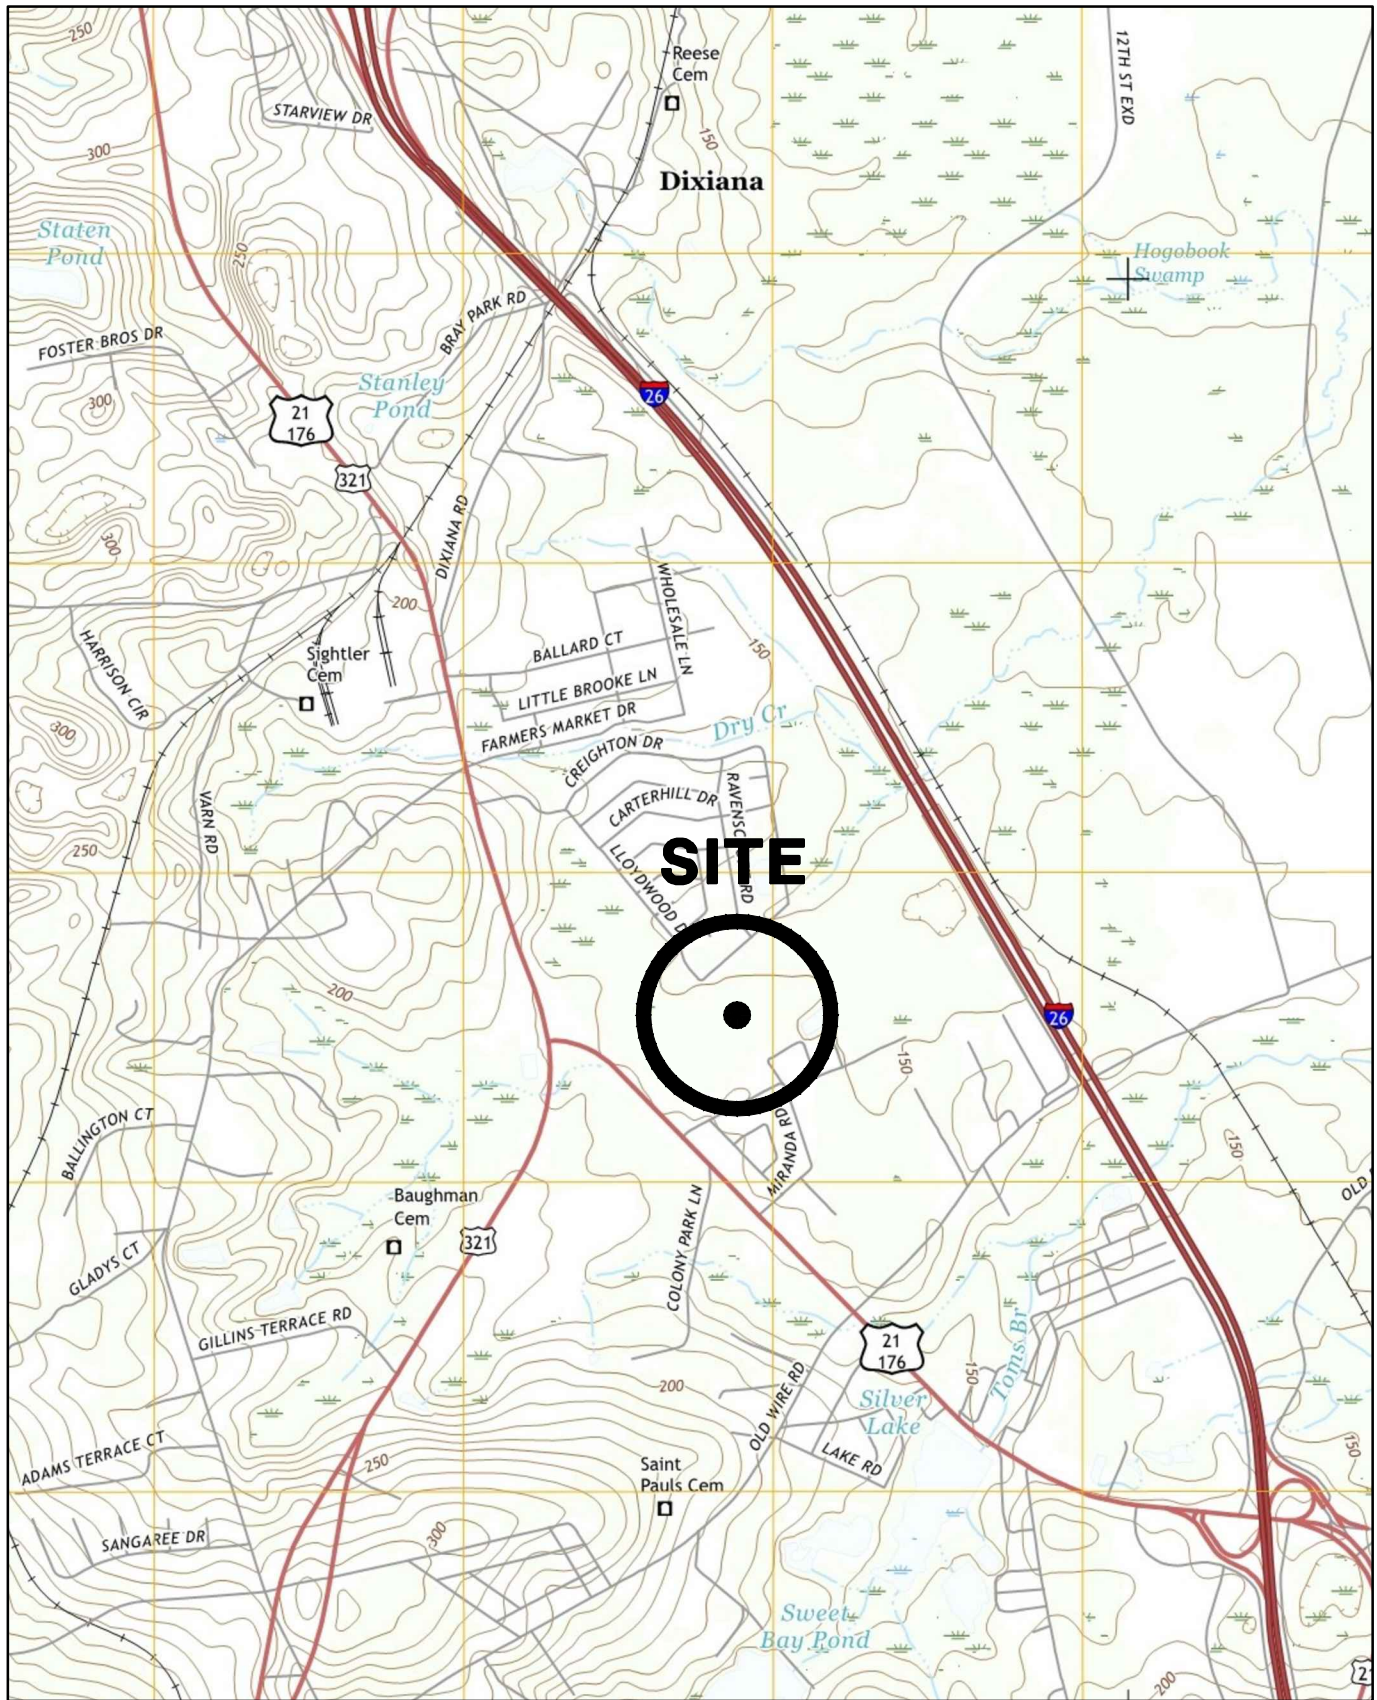 250
Reese
Cem
12TH ST EXD
STARVIEW DR
150
300
Dixiana
Staten
Pond
250
Hogobook
Swamp
BRAY PARK RD
FOSTER BROS DR
Stanley
Pond
26
300
21
176
321
DIXIANA RD
300
WHOLESALE LN
200
HARRISON CIR
Sightler
Cem
BALLARD CT
150
LITTLE BROOKE LN
300
FARMERS MARKET DR
Dry Cr
CREIGHTON DR
CARTERHILL DR
VARN RD
250
LLOYDWOOD D
SITE
200
26
150
BALLINGTON CT
MIRANDA RD
150
OLD
Baughman
Cem
COLONY PARK LN
321
GLADYS CT
GILLINS TERRACE RD
21
176
Toms Br
150
200
OLD WIRE RD
Silver
Lake
150
ADAMS TERRACE CT
250
LAKE RD
Saint
Pauls Cem
SANGAREE DR
300
Sweet
Bay Pond
200
2